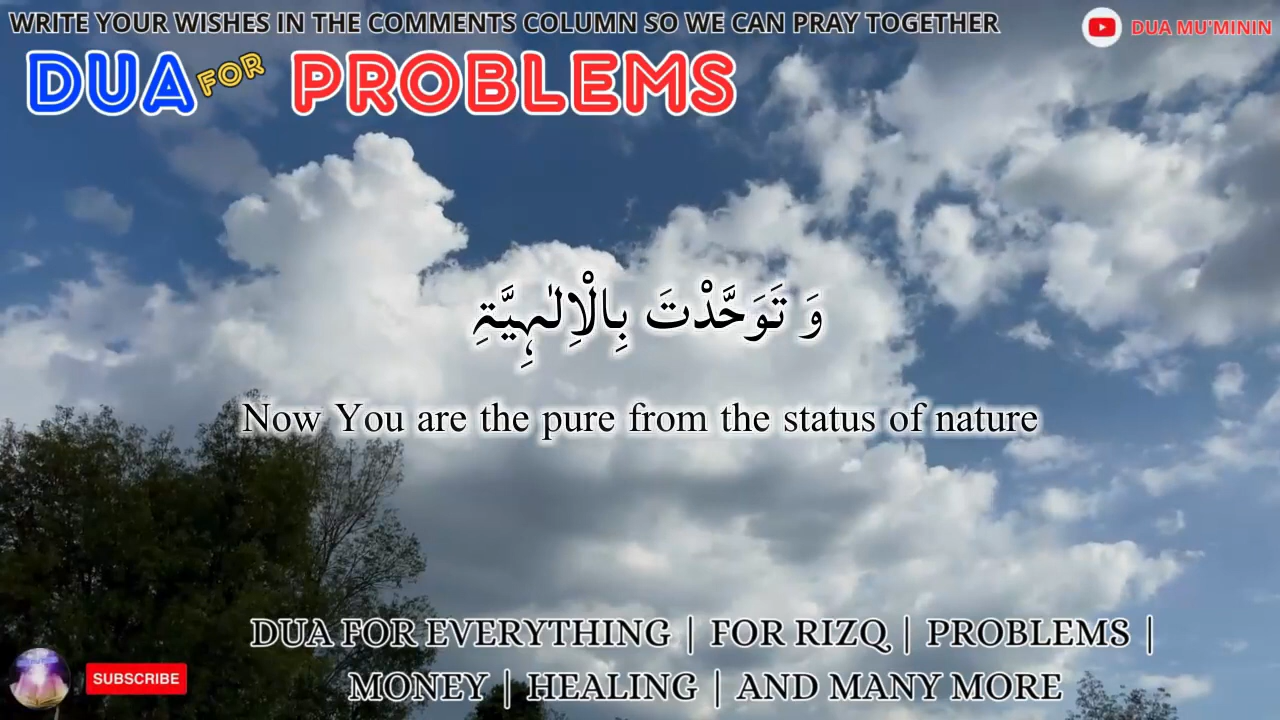 WRITE YOUR WISHES IN THE COMMENTS COLUMN SO WE CAN PRAY TOGETHER
DUA MU'MININ
DUA FOR PROBLEMS
وَ تَوَحَّدْتَ بِالْاِلٰہِیَّۃِ
Now You are the pure from the status of nature
DUA FOR EVERYTHING | FOR RIZQ | PROBLEMS |
MONEY | HEALING | AND MANY MORE
SUBSCRIBE